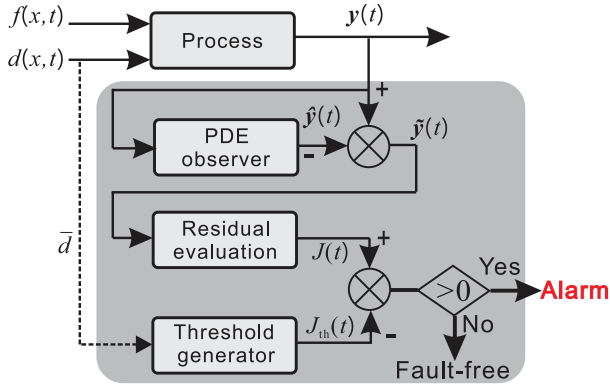 f(x,t)
y(t)
Process
d(x,t)
+
PDE
observer
ŷ(t)
-
ỹ(t)
d̅
Residual
evaluation
J(t)
+
>0
Yes
Alarm
No
Threshold
generator
J_th(t)
-
Fault-free